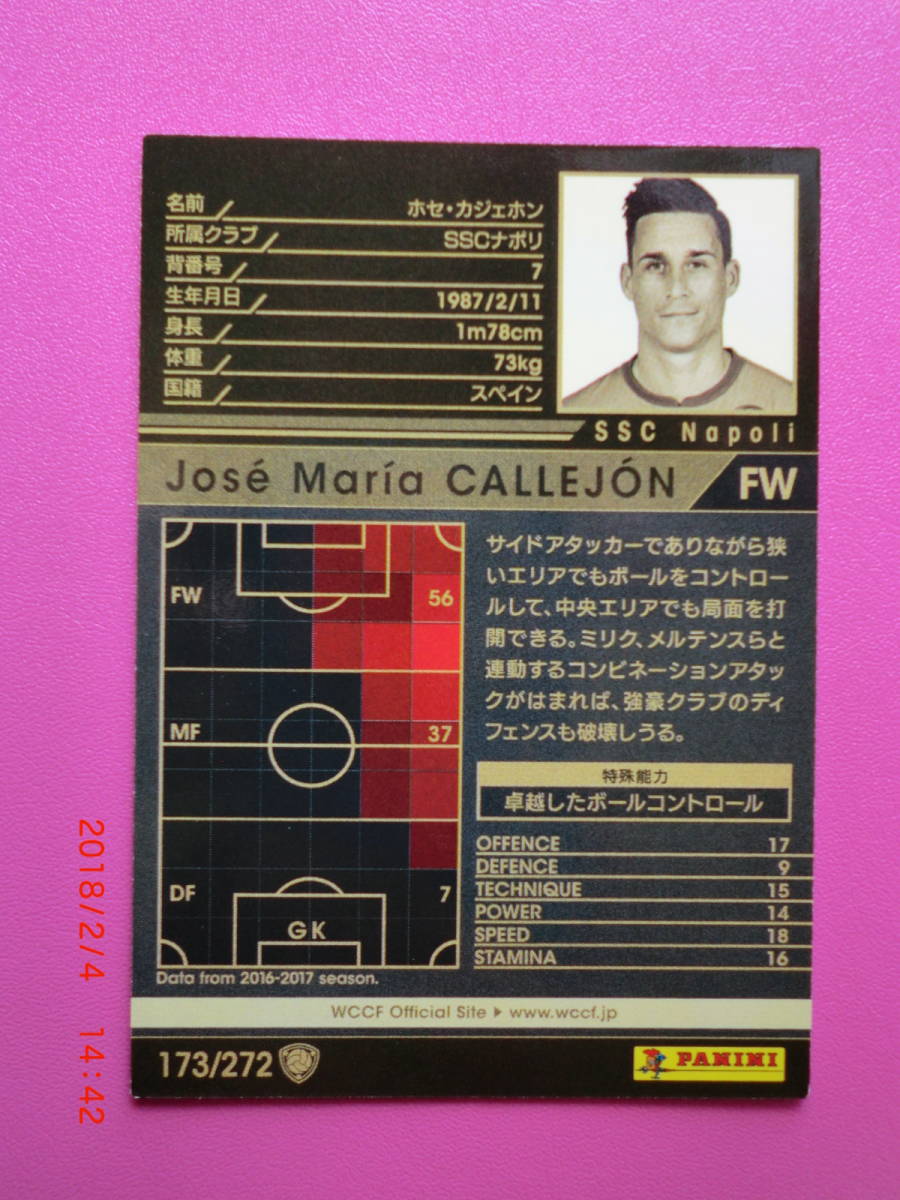 名前 ホセ・カジェホン
所属クラブ SSCナポリ
背番号 7
生年月日 1987/2/11
身長 1m78cm
体重 73kg
国籍 スペイン
SSC Napoli
José María CALLEJÓN FW
FW 56
MF 37
DF 7
GK
Data from 2016-2017 season.
サイドアタッカーでありながら狭
いエリアでもボールをコントロー
ルして、中央エリアでも局面を打
開できる。ミリク、メルテンスらと
連動するコンビネーションアタッ
クがはまれば、強豪クラブのディ
フェンスも破壊しうる。
特殊能力
卓越したボールコントロール
OFFENCE 17
DEFENCE 9
TECHNIQUE 15
POWER 14
SPEED 18
STAMINA 16
WCCF Official Site ▶ www.wccf.jp
173/272
PANINI
2018/2/4 14:42